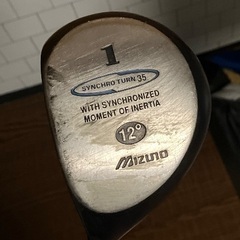 1
SYNCHRO TURN 35
WITH SYNCHRONIZED
MOMENT OF INERTIA
12°
MIZUNO